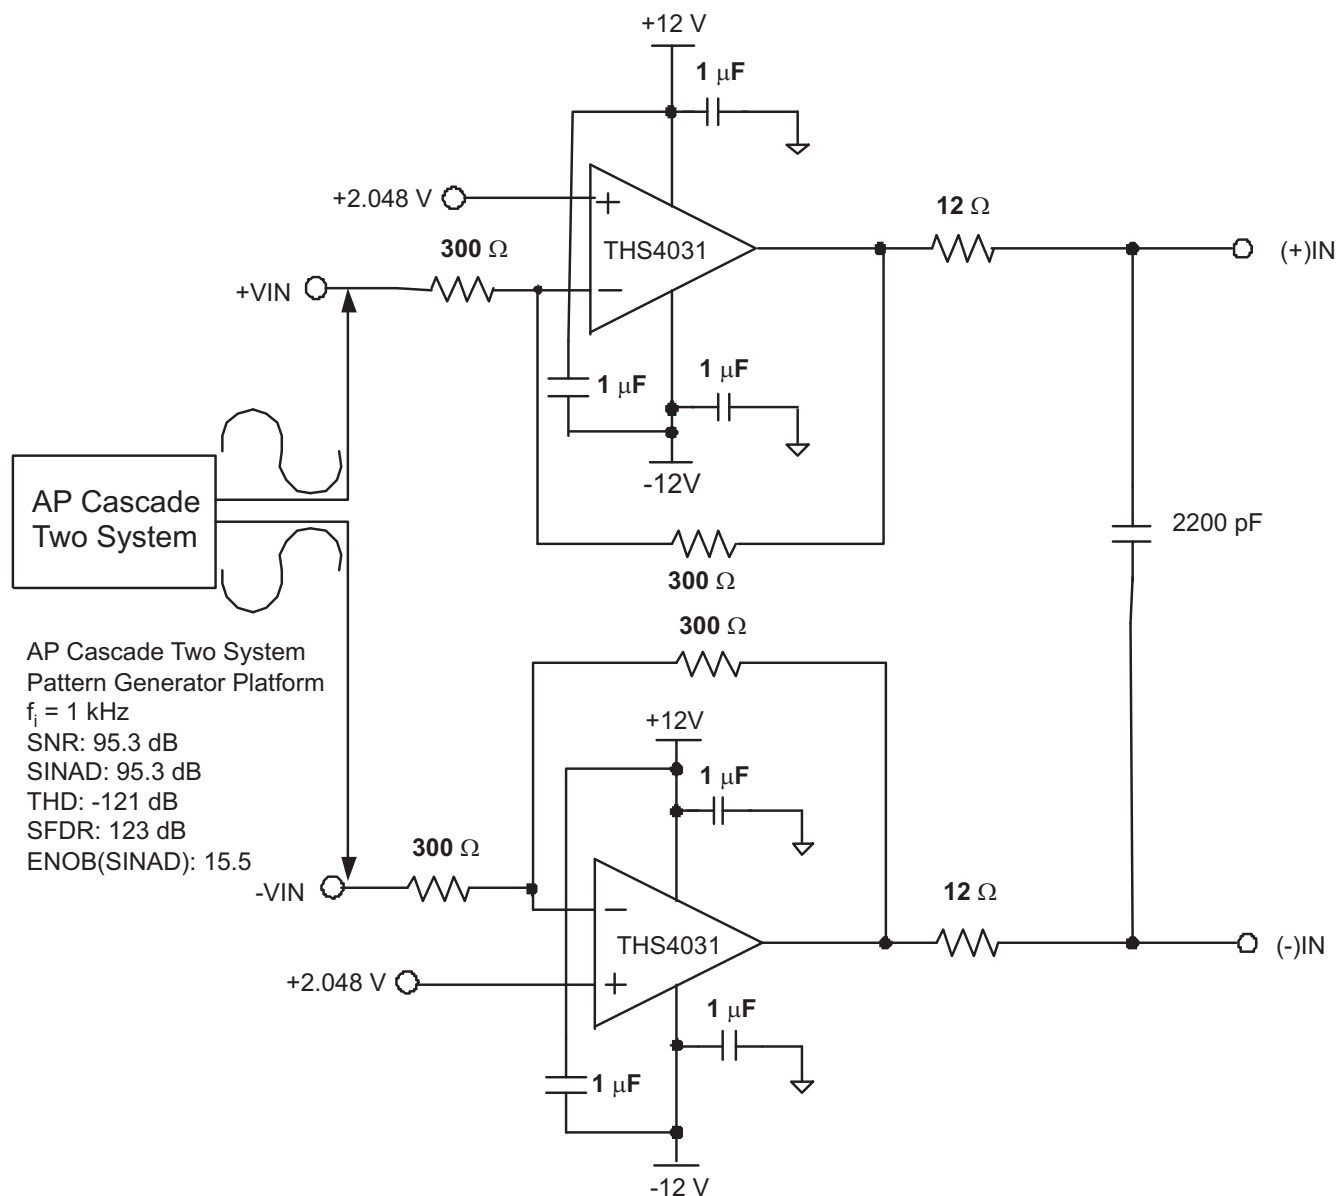 +12 V
1 μF
+2.048 V
+
12 Ω
300 Ω
THS4031
(+)IN
+VIN
−
1 μF
1 μF
-12V
AP Cascade
Two System
2200 pF
300 Ω
300 Ω
AP Cascade Two System
Pattern Generator Platform
fi = 1 kHz
SNR: 95.3 dB
SINAD: 95.3 dB
THD: -121 dB
SFDR: 123 dB
ENOB(SINAD): 15.5
+12V
1 μF
300 Ω
-VIN
12 Ω
−
THS4031
(-)IN
+2.048 V
+
1 μF
1 μF
-12 V